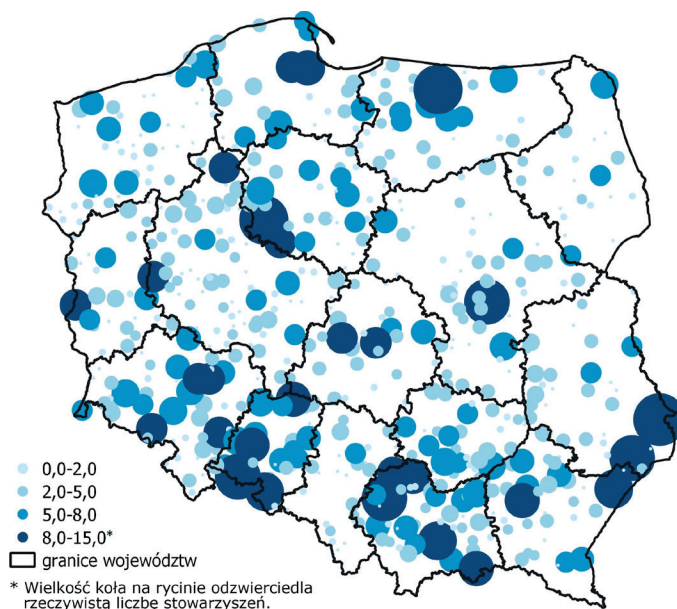 0,0-2,0
2,0-5,0
5,0-8,0
8,0-15,0*
granice województw
* Wielkość koła na rycinie odzwierciedla
rzeczywistą liczbę stowarzyszeń.